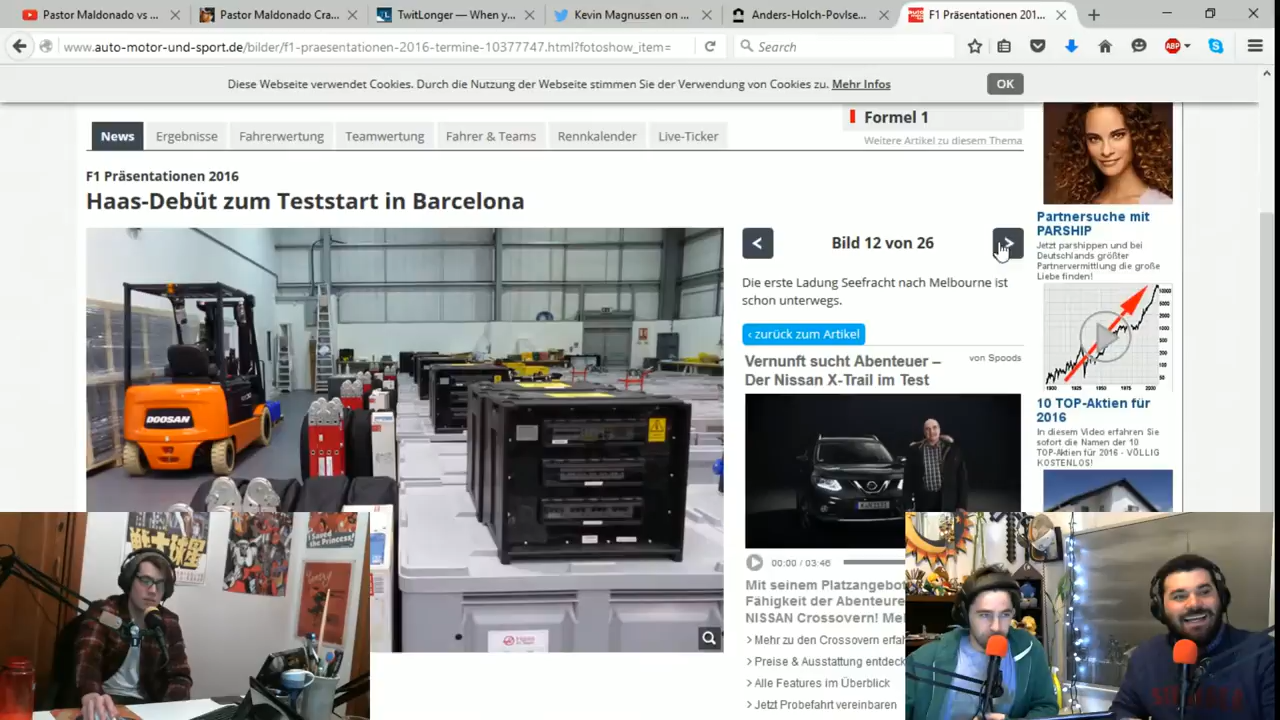 Pastor Maldonado vs ...
Pastor Maldonado Cra...
TwitLonger — When y...
Kevin Magnussen on ...
Anders-Holch-Povlse...
F1 Präsentationen 201...
www.auto-motor-und-sport.de/bilder/f1-praesentationen-2016-termine-10377747.html?fotoshow_item=
Search
ABP
Diese Webseite verwendet Cookies. Durch die Nutzung der Webseite stimmen Sie der Verwendung von Cookies zu. Mehr Infos
OK
Formel 1
Weitere Artikel zu diesem Thema
News
Ergebnisse
Fahrerwertung
Teamwertung
Fahrer & Teams
Rennkalender
Live-Ticker
F1 Präsentationen 2016
Haas-Debüt zum Teststart in Barcelona
DOOSAN
Bild 12 von 26
Die erste Ladung Seefracht nach Melbourne ist
schon unterwegs.
‹ zurück zum Artikel
Vernunft sucht Abenteuer –
Der Nissan X-Trail im Test
von Spoods
00:00 / 03:46
Mit seinem Platzangebo
Fähigkeit der Abenteure
NISSAN Crossovern! Me
> Mehr zu den Crossovern erfa
> Preise & Ausstattung entdeck
> Alle Features im Überblick
> Jetzt Probefahrt vereinbaren
Partnersuche mit
PARSHIP
Jetzt parshippen und bei
Deutschlands größter
Partnervermittlung die große
Liebe finden!
10 TOP-Aktien für
2016
In diesem Video erfahren Sie
sofort die Namen der 10
TOP-Aktien für 2016 - VÖLLIG
KOSTENLOS!
I Saved
the Princess!